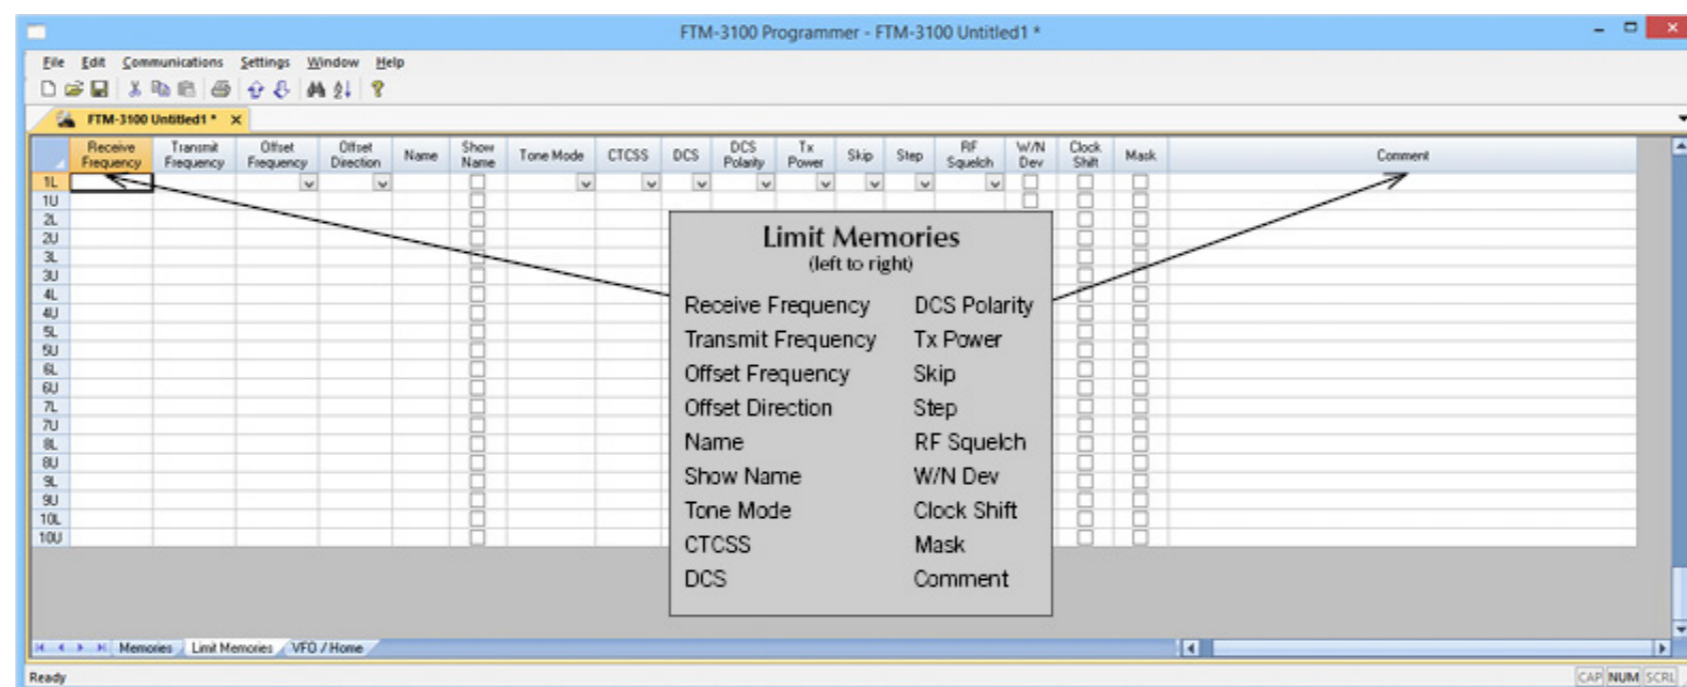 FTM-3100 Programmer - FTM-3100 Untitled1 *
File Edit Communications Settings Window Help
FTM-3100 Untitled1 * X
Receive Frequency Transmit Frequency Offset Frequency Offset Direction Name Show Name Tone Mode CTCSS DCS DCS Polarity Tx Power Skip Step RF Squelch W/N Dev Clock Shift Mask Comment
1L
1U
2L
2U
3L
3U
4L
4U
5L
5U
6L
6U
7L
7U
8L
8U
9L
9U
10L
10U
Limit Memories
(left to right)
Receive Frequency DCS Polarity
Transmit Frequency Tx Power
Offset Frequency Skip
Offset Direction Step
Name RF Squelch
Show Name W/N Dev
Tone Mode Clock Shift
CTCSS Mask
DCS Comment
Memories Limit Memories VFO / Home
Ready CAP NUM SCRL